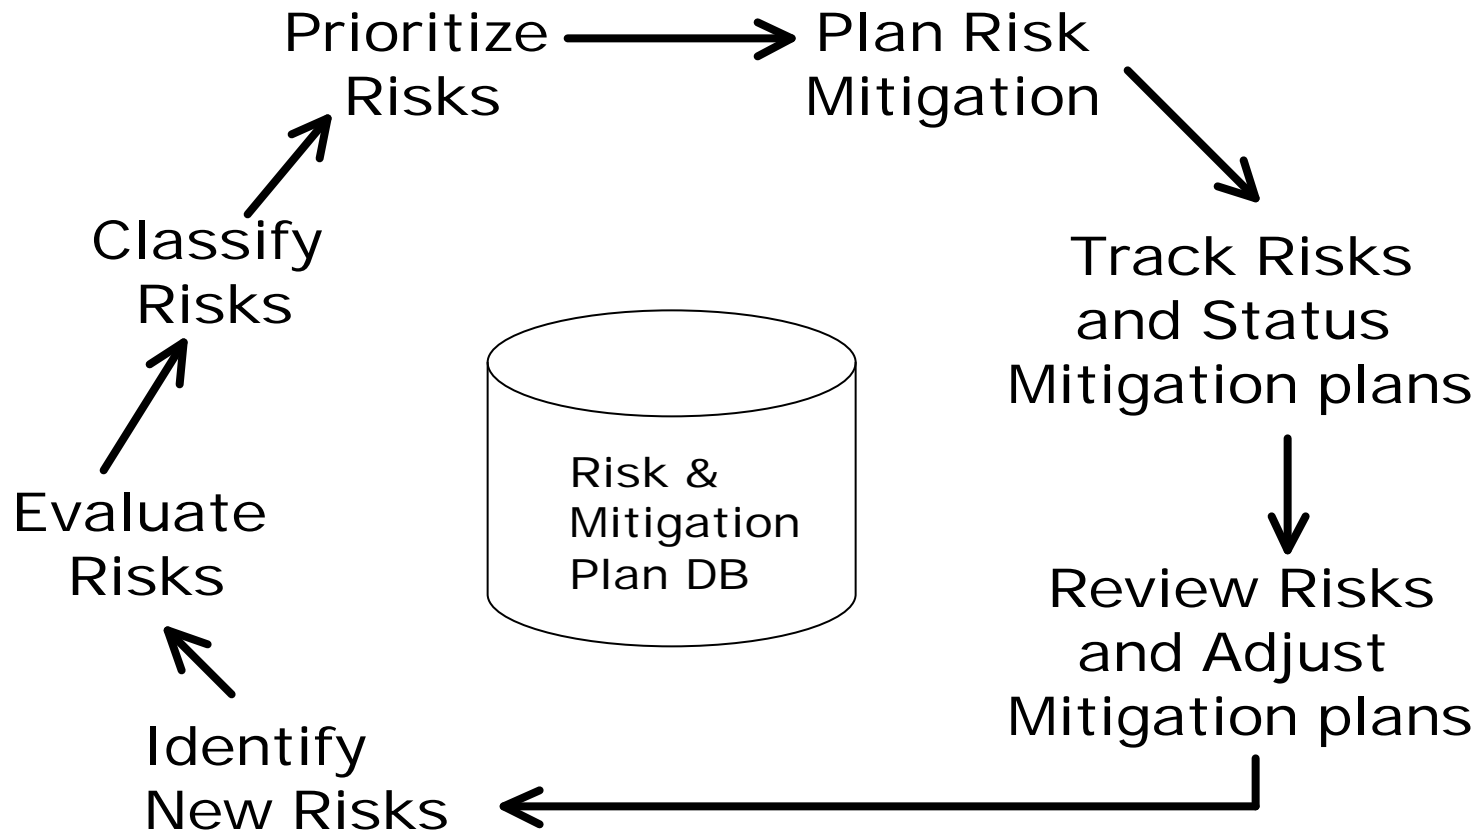 Prioritize
Risks
Plan Risk
Mitigation
Classify
Risks
Track Risks
and Status
Mitigation plans
Risk &
Mitigation
Plan DB
Evaluate
Risks
Review Risks
and Adjust
Mitigation plans
Identify
New Risks